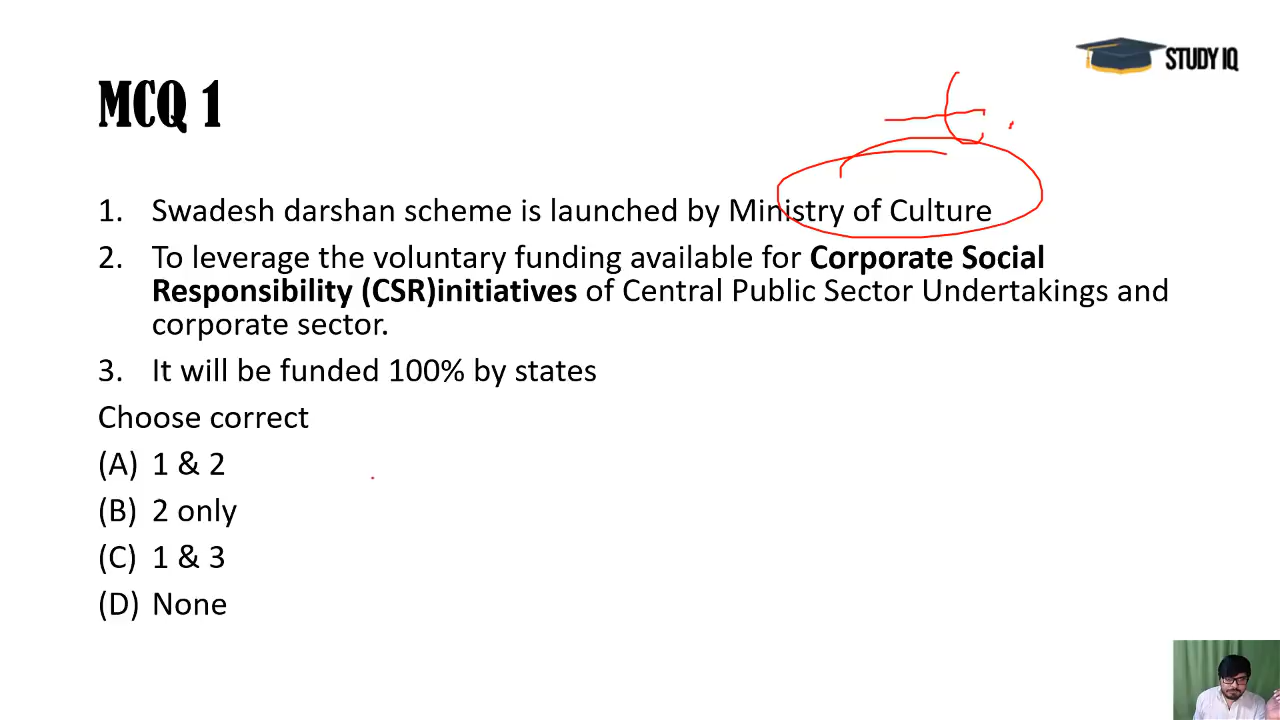 STUDY IQ
MCQ 1
1. Swadesh darshan scheme is launched by Ministry of Culture
2. To leverage the voluntary funding available for Corporate Social
Responsibility (CSR)initiatives of Central Public Sector Undertakings and
corporate sector.
3. It will be funded 100% by states
Choose correct
(A) 1 & 2
(B) 2 only
(C) 1 & 3
(D) None